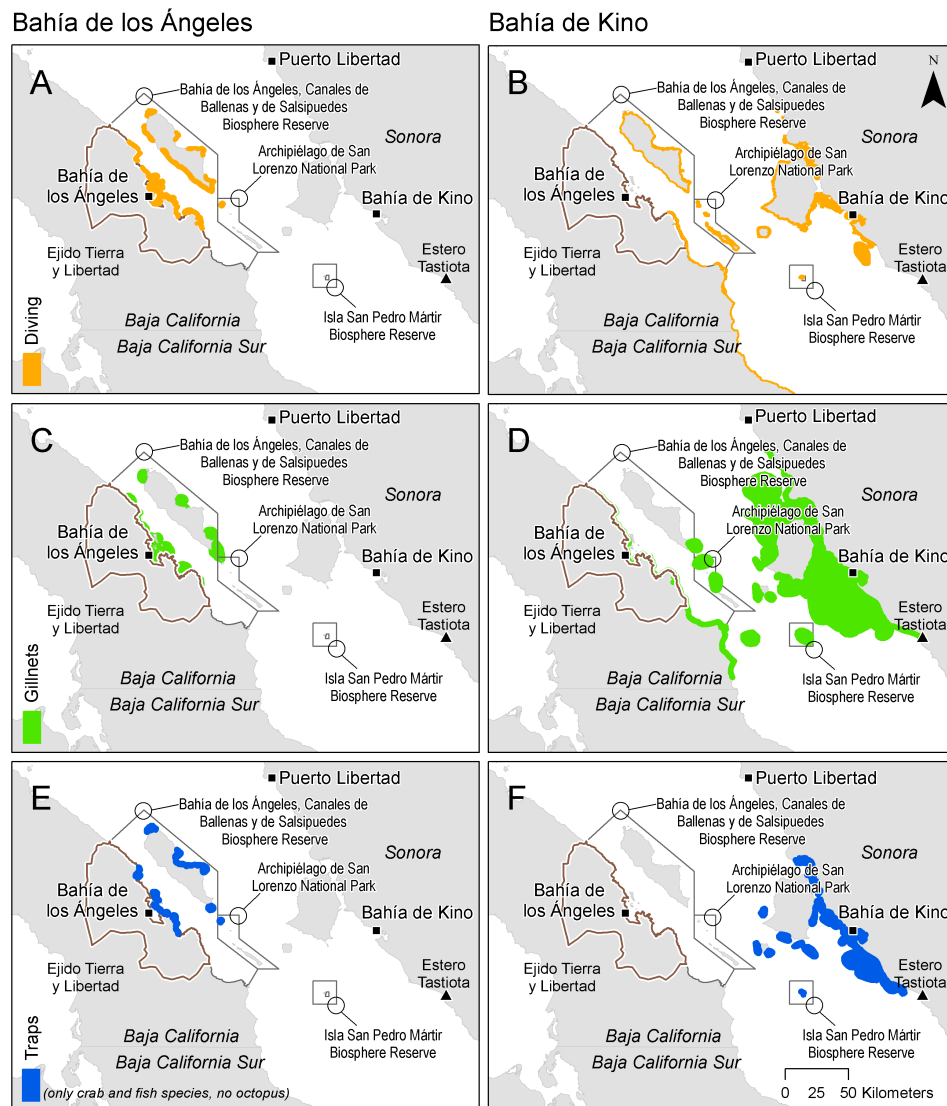 Bahía de los Ángeles
Bahía de Kino
A
Puerto Libertad
Bahía de los Ángeles, Canales de
Ballenas y de Salsipuedes
Biosphere Reserve
Sonora
Archipiélago de San
Lorenzo National Park
Bahía de
los Ángeles
Bahía de Kino
Ejido Tierra
y Libertad
Estero
Tastiota
Isla San Pedro Mártir
Biosphere Reserve
Baja California
Baja California Sur
Diving
B
Puerto Libertad
N
Bahía de los Ángeles, Canales de
Ballenas y de Salsipuedes
Biosphere Reserve
Sonora
Archipiélago de San
Lorenzo National Park
Bahía de
los Ángeles
Bahía de Kino
Ejido Tierra
y Libertad
Estero
Tastiota
Isla San Pedro Mártir
Biosphere Reserve
Baja California
Baja California Sur
C
Puerto Libertad
Bahía de los Ángeles, Canales de
Ballenas y de Salsipuedes
Biosphere Reserve
Sonora
Archipiélago de San
Lorenzo National Park
Bahía de
los Ángeles
Bahía de Kino
Ejido Tierra
y Libertad
Estero
Tastiota
Isla San Pedro Mártir
Biosphere Reserve
Baja California
Baja California Sur
Gillnets
D
Puerto Libertad
Bahía de los Ángeles, Canales de
Ballenas y de Salsipuedes
Biosphere Reserve
Sonora
Archipiélago de San
Lorenzo National Park
Bahía de
los Ángeles
Bahía de Kino
Ejido Tierra
y Libertad
Estero
Tastiota
Isla San Pedro Mártir
Biosphere Reserve
Baja California
Baja California Sur
E
Puerto Libertad
Bahía de los Ángeles, Canales de
Ballenas y de Salsipuedes
Biosphere Reserve
Sonora
Archipiélago de San
Lorenzo National Park
Bahía de
los Ángeles
Bahía de Kino
Ejido Tierra
y Libertad
Estero
Tastiota
Isla San Pedro Mártir
Biosphere Reserve
Baja California
Baja California Sur
Traps
(only crab and fish species, no octopus)
F
Puerto Libertad
Bahía de los Ángeles, Canales de
Ballenas y de Salsipuedes
Biosphere Reserve
Sonora
Archipiélago de San
Lorenzo National Park
Bahía de
los Ángeles
Bahía de Kino
Ejido Tierra
y Libertad
Estero
Tastiota
Isla San Pedro Mártir
Biosphere Reserve
Baja California
Baja California Sur
0 25 50 Kilometers